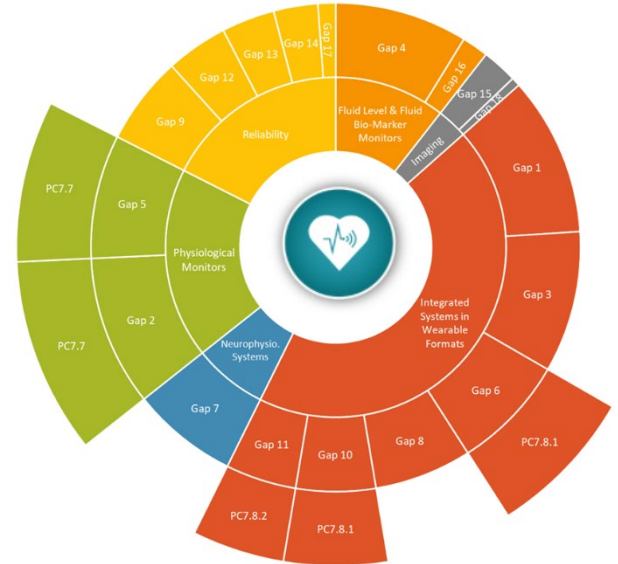 Fluid Level & Fluid
Bio-Marker
Monitors
Gap 4
Gap 16
Imaging
Gap 15
Gap 18
Integrated
Systems in
Wearable
Formats
Gap 1
Gap 3
Gap 6
PC7.8.1
Gap 8
Gap 10
PC7.8.1
Gap 11
PC7.8.2
Neurophysio.
Systems
Gap 7
Physiological
Monitors
Gap 2
PC7.7
Gap 5
PC7.7
Reliability
Gap 9
Gap 12
Gap 13
Gap 14
Gap 17